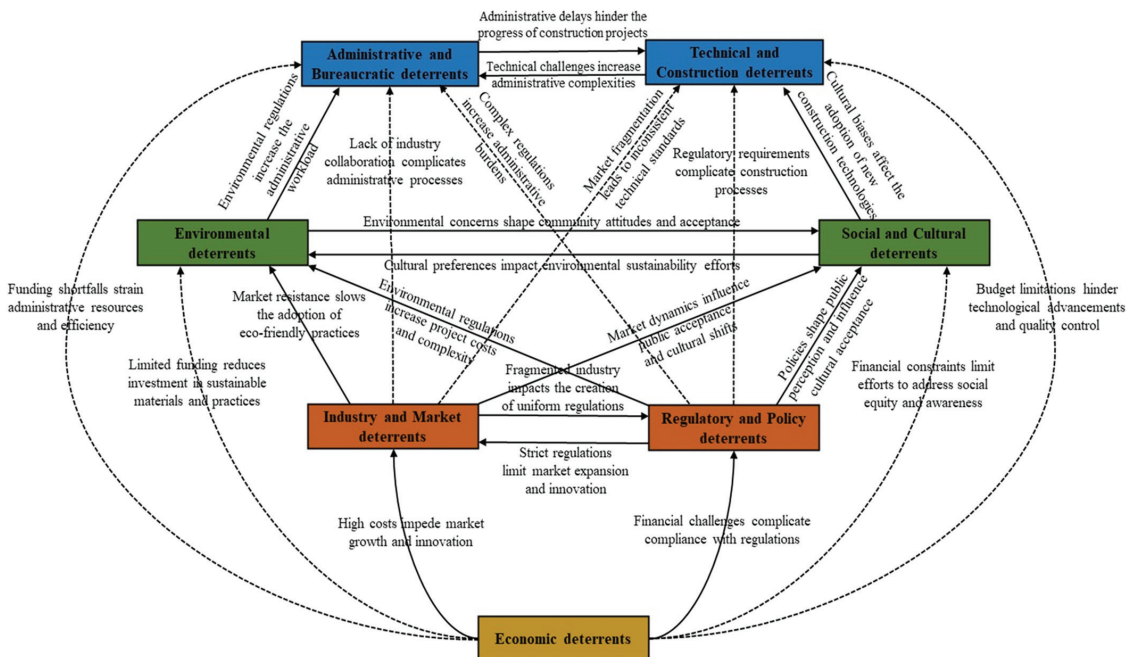 Administrative delays hinder the
progress of construction projects
Administrative and
Bureaucratic deterrents
Technical and
Construction deterrents
Technical challenges increase
administrative complexities
Environmental regulations
increase the
administrative
workload
Lack of industry
collaboration complicates
administrative processes
Complex regulations
increase administrative
burdens
Market fragmentation
leads to inconsistent
technical standards
Regulatory requirements
complicate construction
processes
Cultural biases affect the
adoption of new
construction technologies
Environmental
deterrents
Environmental concerns shape community attitudes and acceptance
Social and Cultural
deterrents
Cultural preferences impact environmental sustainability efforts
Funding shortfalls strain
administrative resources
and efficiency
Market resistance slows
the adoption of
eco-friendly practices
Environmental regulations
increase project costs
and complexity
Market dynamics influence
public acceptance
and cultural shifts
Policies shape public
perception and influence
cultural acceptance
Budget limitations hinder
technological advancements
and quality control
Limited funding reduces
investment in sustainable
materials and practices
Fragmented industry
impacts the creation
of uniform regulations
Financial constraints limit
efforts to address social
equity and awareness
Industry and Market
deterrents
Regulatory and Policy
deterrents
Strict regulations
limit market expansion
and innovation
High costs impede market
growth and innovation
Financial challenges complicate
compliance with regulations
Economic deterrents